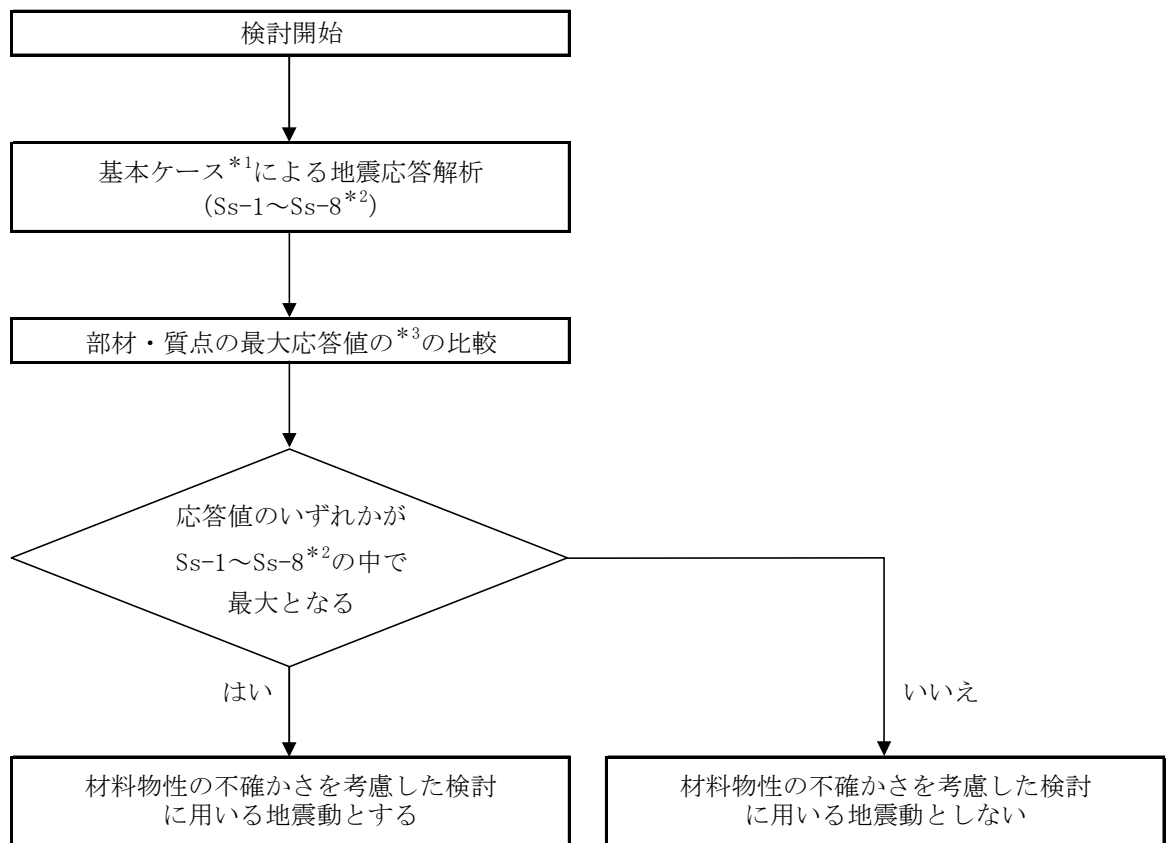 検討開始
基本ケース*1による地震応答解析
(Ss-1～Ss-8*2)
部材・質点の最大応答値の*3の比較
応答値のいずれかが
Ss-1～Ss-8*2の中で
最大となる
はい
いいえ
材料物性の不確かさを考慮した検討
に用いる地震動とする
材料物性の不確かさを考慮した検討
に用いる地震動としない